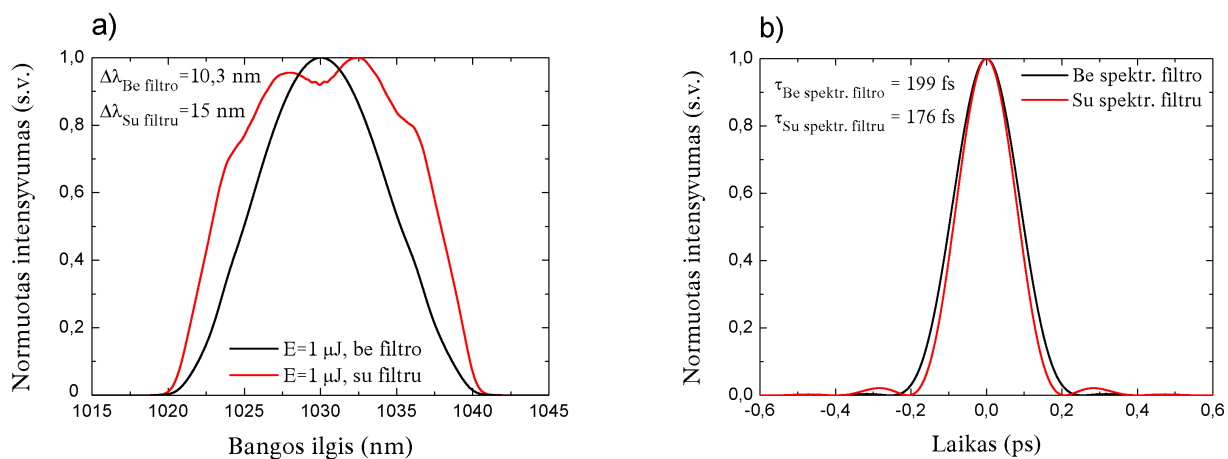 a)
Normuotas intensyvumas (s.v.)
1,0
0,8
0,6
0,4
0,2
0
Δλ_Be filtro=10,3 nm
Δλ_Su filtru=15 nm
E=1 μJ, be filtro
E=1 μJ, su filtru
1015 1020 1025 1030 1035 1040 1045
Bangos ilgis (nm)
b)
Normuotas intensyvumas (s.v.)
1,0
0,8
0,6
0,4
0,2
0,0
τ_Be spektr. filtro = 199 fs
τ_Su spektr. filtru = 176 fs
Be spektr. filtro
Su spektr. filtru
-0,6 -0,4 -0,2 0,0 0,2 0,4 0,6
Laikas (ps)